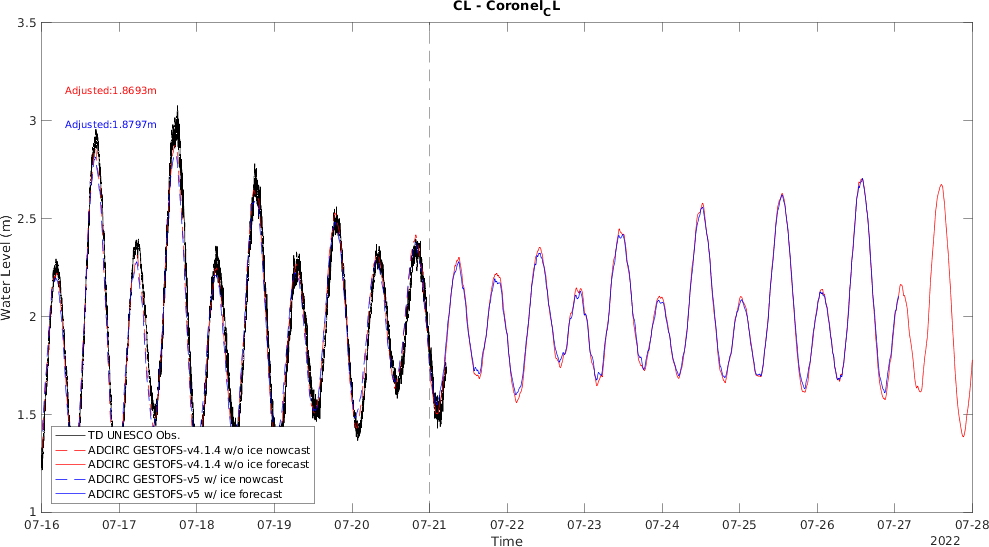 CL - Coronel_CL
3.5
Adjusted:1.8693m
3
Adjusted:1.8797m
2.5
Water Level (m)
2
1.5
TD UNESCO Obs.
ADCIRC GESTOFS-v4.1.4 w/o ice nowcast
ADCIRC GESTOFS-v4.1.4 w/o ice forecast
ADCIRC GESTOFS-v5 w/ ice nowcast
ADCIRC GESTOFS-v5 w/ ice forecast
1
07-16 07-17 07-18 07-19 07-20 07-21 07-22 07-23 07-24 07-25 07-26 07-27 07-28
Time
2022